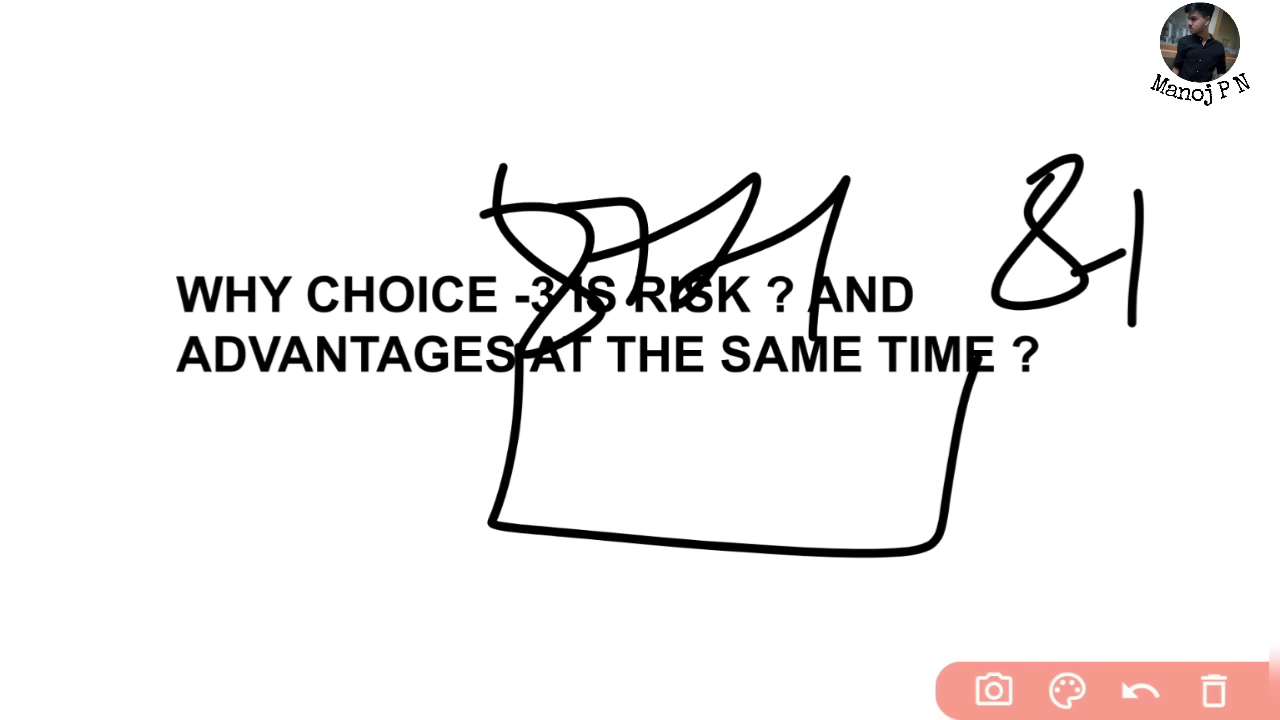 Manoj P N
WHY CHOICE -3 IS RISK ? AND
ADVANTAGES AT THE SAME TIME ?